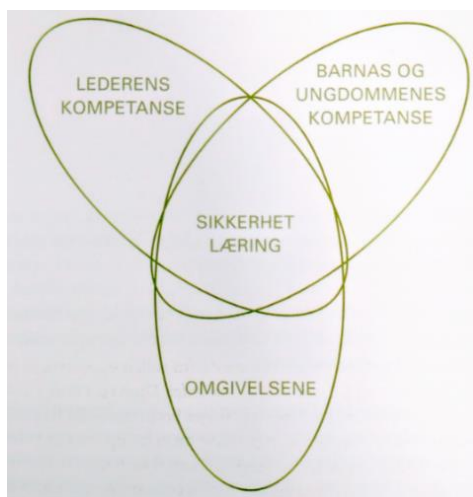 LEDERENS
KOMPETANSE
BARNAS OG
UNGDOMMENES
KOMPETANSE
SIKKERHET
LÆRING
OMGIVELSENE